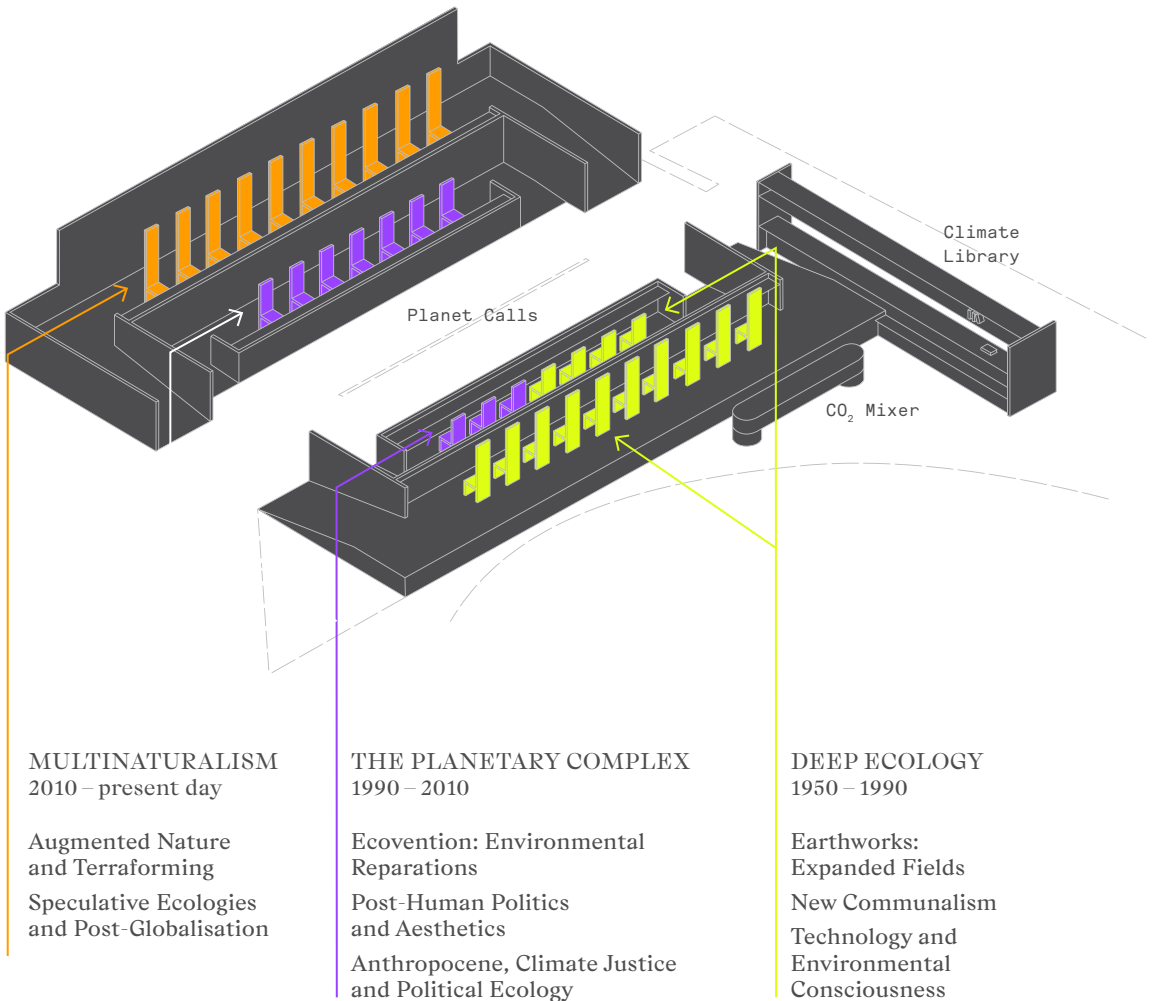 Climate
Library
Planet Calls
CO₂ Mixer
MULTINATURALISM
2010 – present day
Augmented Nature
and Terraforming
Speculative Ecologies
and Post-Globalisation
THE PLANETARY COMPLEX
1990 – 2010
Ecovention: Environmental
Reparations
Post-Human Politics
and Aesthetics
Anthropocene, Climate Justice
and Political Ecology
DEEP ECOLOGY
1950 – 1990
Earthworks:
Expanded Fields
New Communalism
Technology and
Environmental
Consciousness